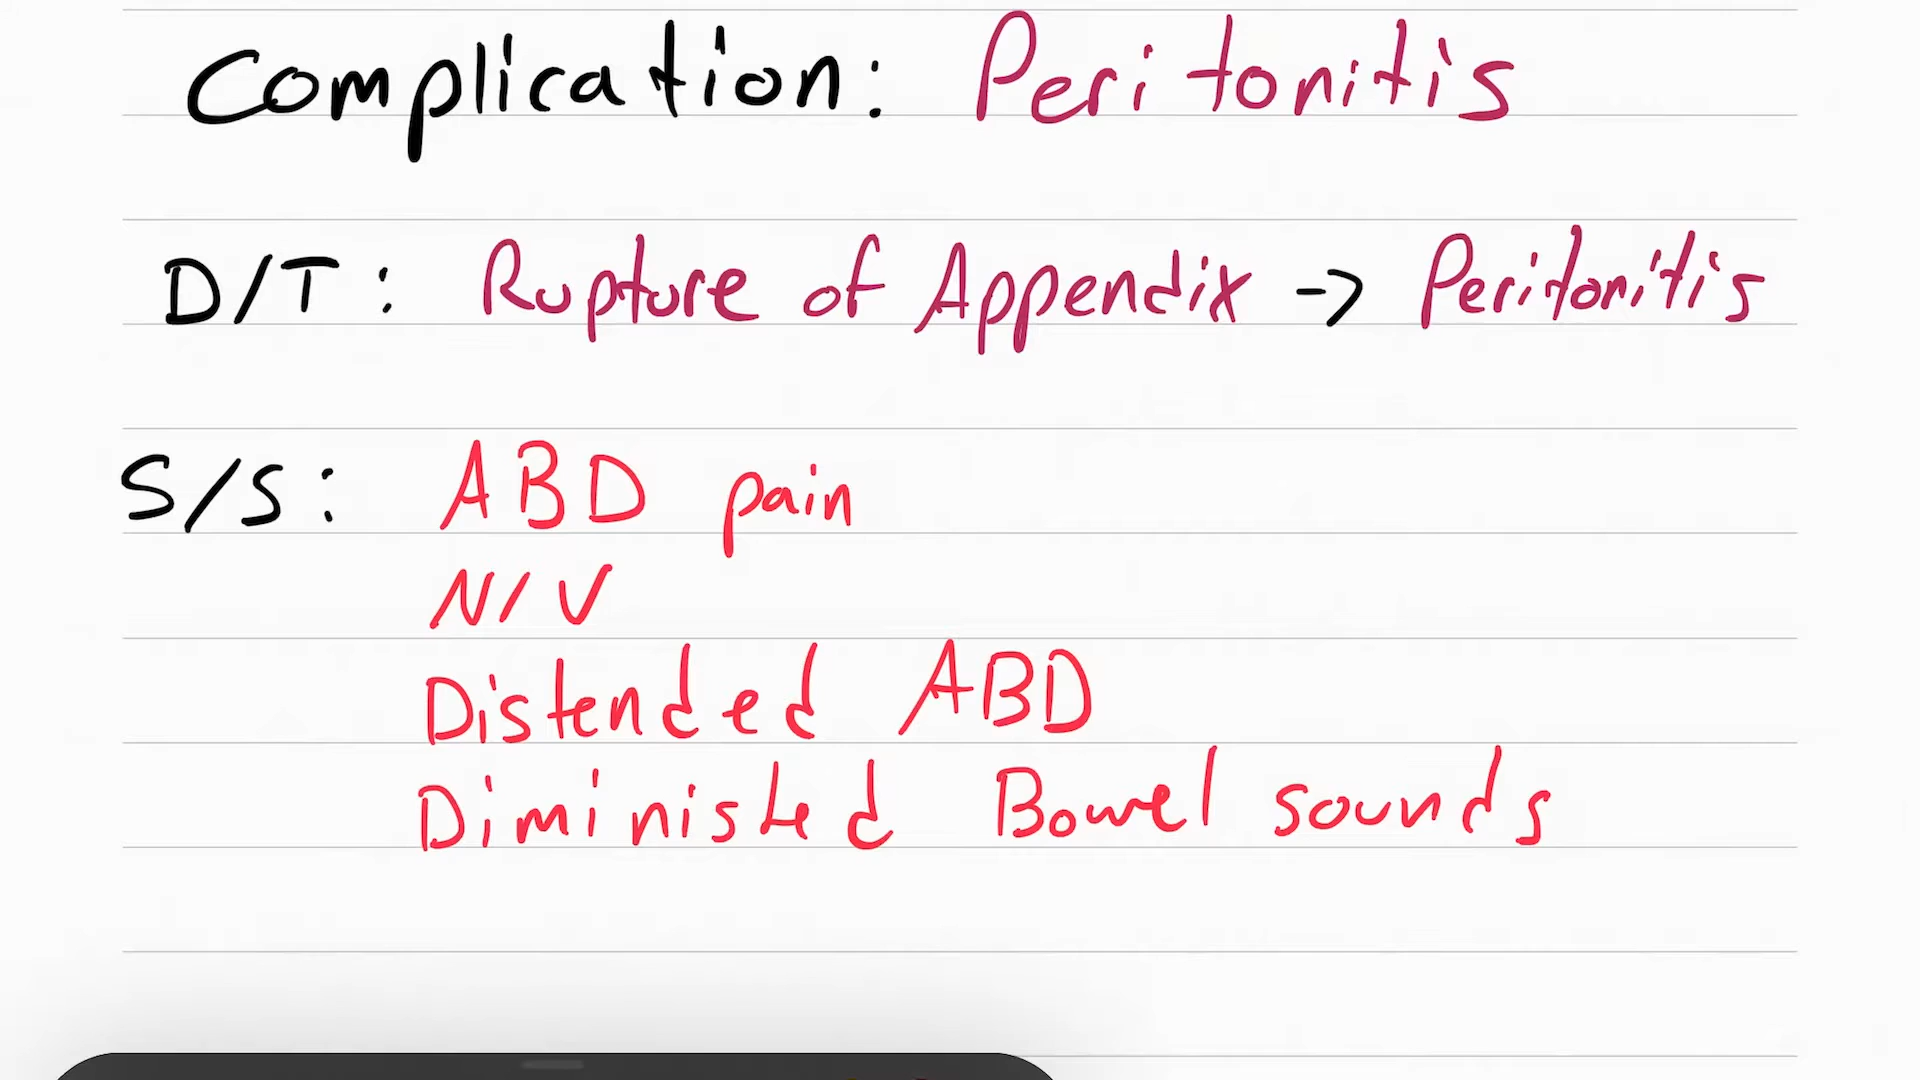 Complication: Peritonitis
D/T: Rupture of Appendix -> Peritonitis
S/S: ABD pain
N/V
Distended ABD
Diminished Bowel sounds